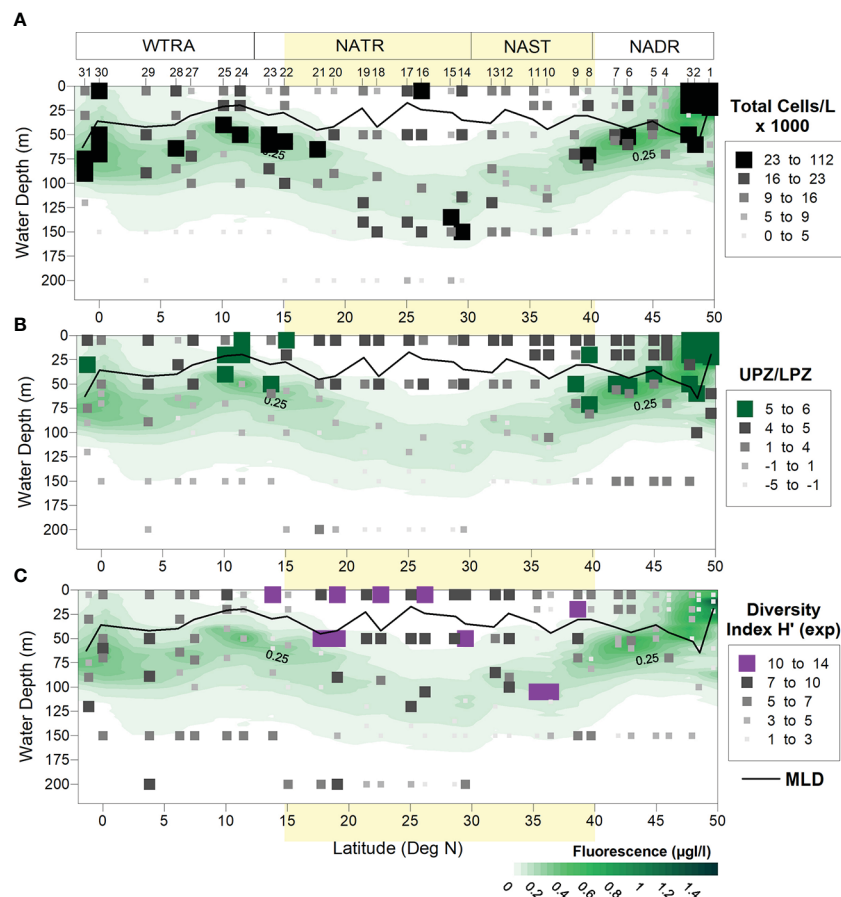 A
WTRA NATR NAST NADR
31 30 29 28 27 25 24 23 22 21 20 19 18 17 16 15 14 13 12 11 10 9 8 7 6 5 4 32 1
Water Depth (m)
0
25
50
75
100
125
150
175
200
0.25 0.25
0 5 10 15 20 25 30 35 40 45 50
Total Cells/L
x 1000
23 to 112
16 to 23
9 to 16
5 to 9
0 to 5
B
Water Depth (m)
0
25
50
75
100
125
150
175
200
0.25 0.25
0 5 10 15 20 25 30 35 40 45 50
UPZ/LPZ
5 to 6
4 to 5
1 to 4
-1 to 1
-5 to -1
C
Water Depth (m)
0
50
100
150
200
0.25 0.25
0 5 10 15 20 25 30 35 40 45 50
Latitude (Deg N)
Diversity
Index H' (exp)
10 to 14
7 to 10
5 to 7
3 to 5
1 to 3
MLD
Fluorescence (µgl/l)
0 0.2 0.4 0.6 0.8 1 1.2 1.4